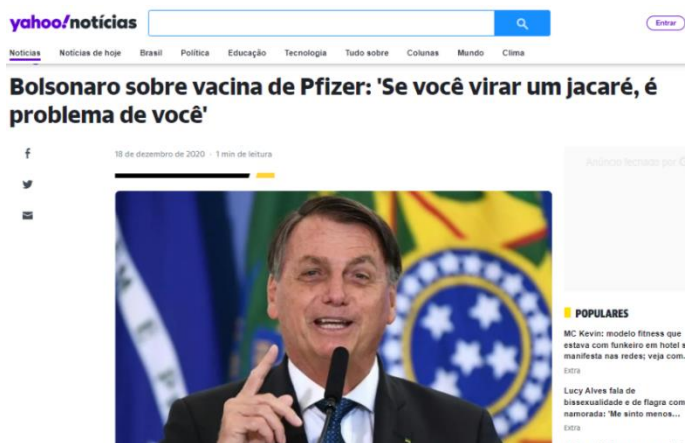 yahoo!notícias
Entrar
Notícias Notícias de hoje Brasil Política Educação Tecnologia Tudo sobre Colunas Mundo Clima
Bolsonaro sobre vacina de Pfizer: 'Se você virar um jacaré, é
problema de você'
18 de dezembro de 2020 · 1 min de leitura
Anúncio fechado por
POPULARES
MC Kevin: modelo fitness que
estava com funkeiro em hotel s
manifesta nas redes; veja com.
Extra
Lucy Alves fala de
bissexualidade e de flagra com
namorada: 'Me sinto menos...
Extra